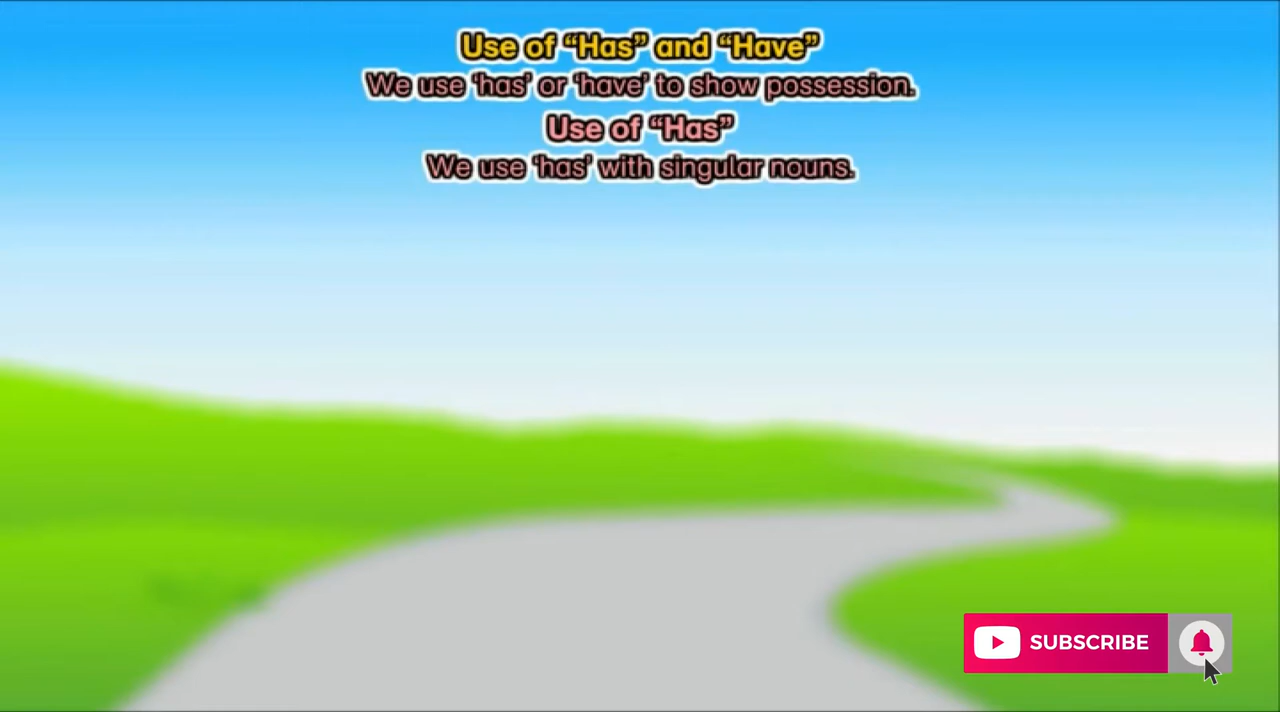 Use of “Has” and “Have”
We use ‘has’ or ‘have’ to show possession.
Use of “Has”
We use ‘has’ with singular nouns.
SUBSCRIBE